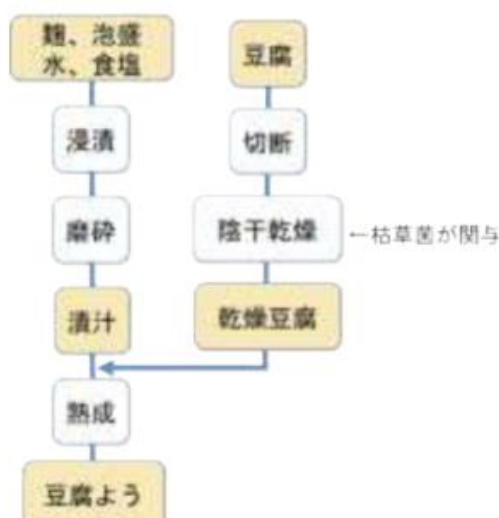 麹、泡盛
水、食塩
浸漬
磨砕
漬汁
熟成
豆腐よう
豆腐
切断
陰干乾燥
←枯草菌が関与
乾燥豆腐